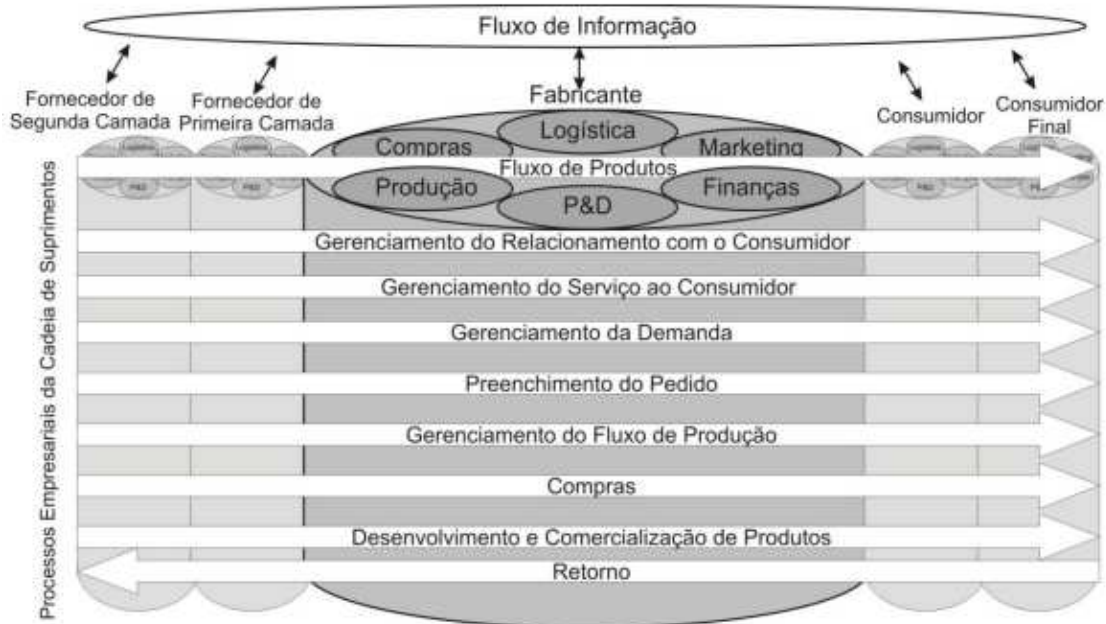 Fluxo de Informação
Fornecedor de
Segunda Camada
Fornecedor de
Primeira Camada
Fabricante
Consumidor
Consumidor
Final
Logística
Compras
Marketing
Fluxo de Produtos
Produção
Finanças
P&D
P&D
P&D
P&D
P&D
Processos Empresariais da Cadeia de Suprimentos
Gerenciamento do Relacionamento com o Consumidor
Gerenciamento do Serviço ao Consumidor
Gerenciamento da Demanda
Preenchimento do Pedido
Gerenciamento do Fluxo de Produção
Compras
Desenvolvimento e Comercialização de Produtos
Retorno